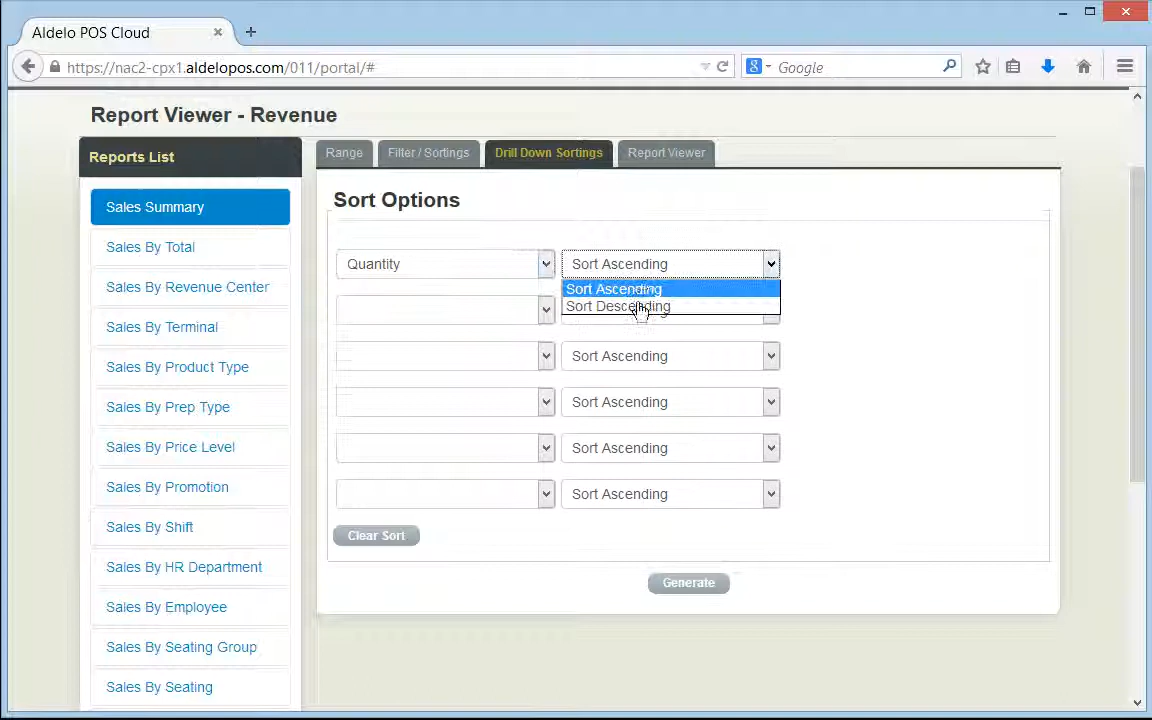 Aldelo POS Cloud
https://nac2-cpx1.aldelopos.com/011/portal/#
Google
Report Viewer - Revenue
Reports List
Range
Filter / Sortings
Drill Down Sortings
Report Viewer
Sales Summary
Sales By Total
Sales By Revenue Center
Sales By Terminal
Sales By Product Type
Sales By Prep Type
Sales By Price Level
Sales By Promotion
Sales By Shift
Sales By HR Department
Sales By Employee
Sales By Seating Group
Sales By Seating
Sort Options
Quantity
Sort Ascending
Sort Ascending
Sort Descending
Sort Ascending
Sort Ascending
Sort Ascending
Sort Ascending
Clear Sort
Generate